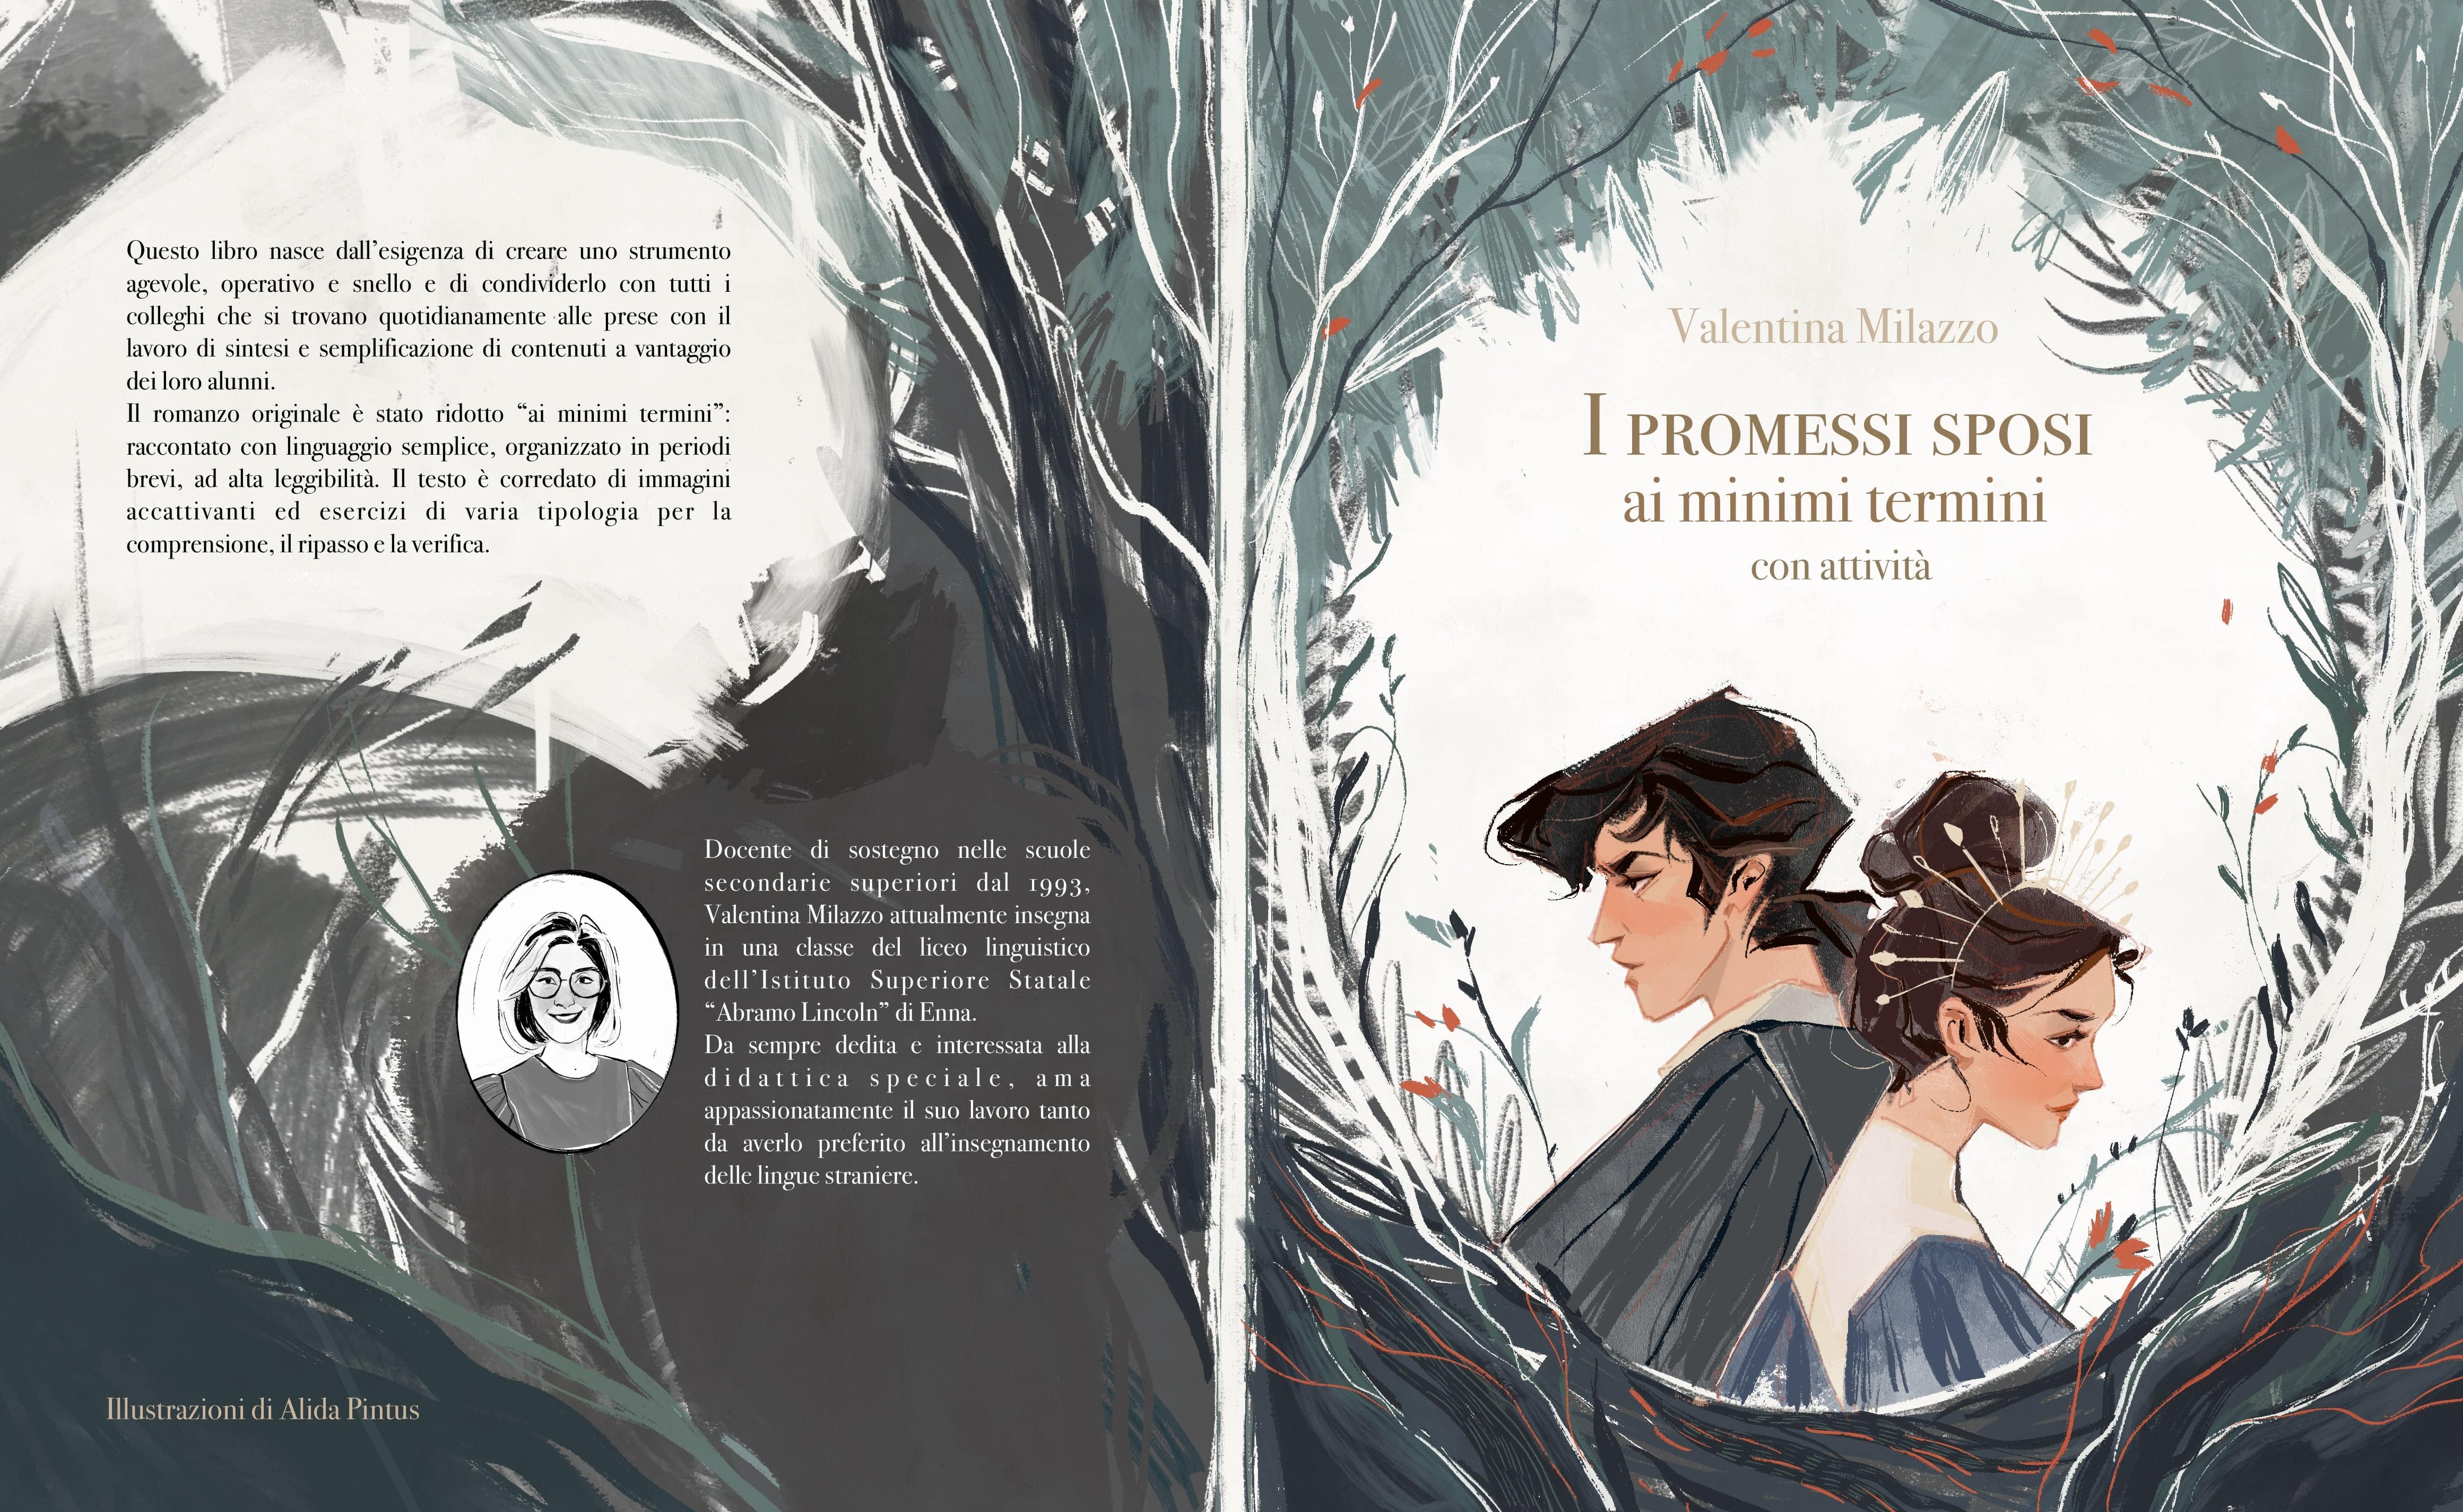 Questo libro nasce dall’esigenza di creare uno strumento
agevole, operativo e snello e di condividerlo con tutti i
colleghi che si trovano quotidianamente alle prese con il
lavoro di sintesi e semplificazione di contenuti a vantaggio
dei loro alunni.
Il romanzo originale è stato ridotto “ai minimi termini”:
raccontato con linguaggio semplice, organizzato in periodi
brevi, ad alta leggibilità. Il testo è corredato di immagini
accattivanti ed esercizi di varia tipologia per la
comprensione, il ripasso e la verifica.
Docente di sostegno nelle scuole
secondarie superiori dal 1993,
Valentina Milazzo attualmente insegna
in una classe del liceo linguistico
dell’Istituto Superiore Statale
“Abramo Lincoln” di Enna.
Da sempre dedita e interessata alla
didattica speciale, ama
appassionatamente il suo lavoro tanto
da averlo preferito all’insegnamento
delle lingue straniere.
Illustrazioni di Alida Pintus
Valentina Milazzo
I PROMESSI SPOSI
ai minimi termini
con attività